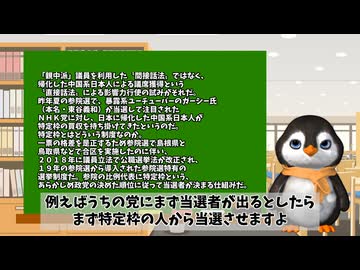 「親中派」議員を利用した〝間接話法〟ではなく、
帰化した中国系日本人による議席獲得という
〝直接話法〟による影響力行使の試みがそれだ。
昨年夏の参院選で、暴露系ユーチューバーのガーシー氏
（本名・東谷義和）が当選して注目された
ＮＨＫ党に対し、日本に帰化した中国系日本人が
特定枠の買収を持ち掛けてきたというのだ。
特定枠とはどういう制度なのか。
一票の格差を是正するため参院選で島根県と
鳥取県などで合区を実施したのに伴い、
２０１８年に議員立法で公職選挙法が改正され、
１９年の参院選から導入された参院選特有の
選挙制度だ。参院の比例代表に特定枠という、
あらかじめ政党の決めた順位に従って当選者が決まる仕組みだ。
例えばうちの党にまず当選者が出るとしたら
まず特定枠の人から当選させますよ